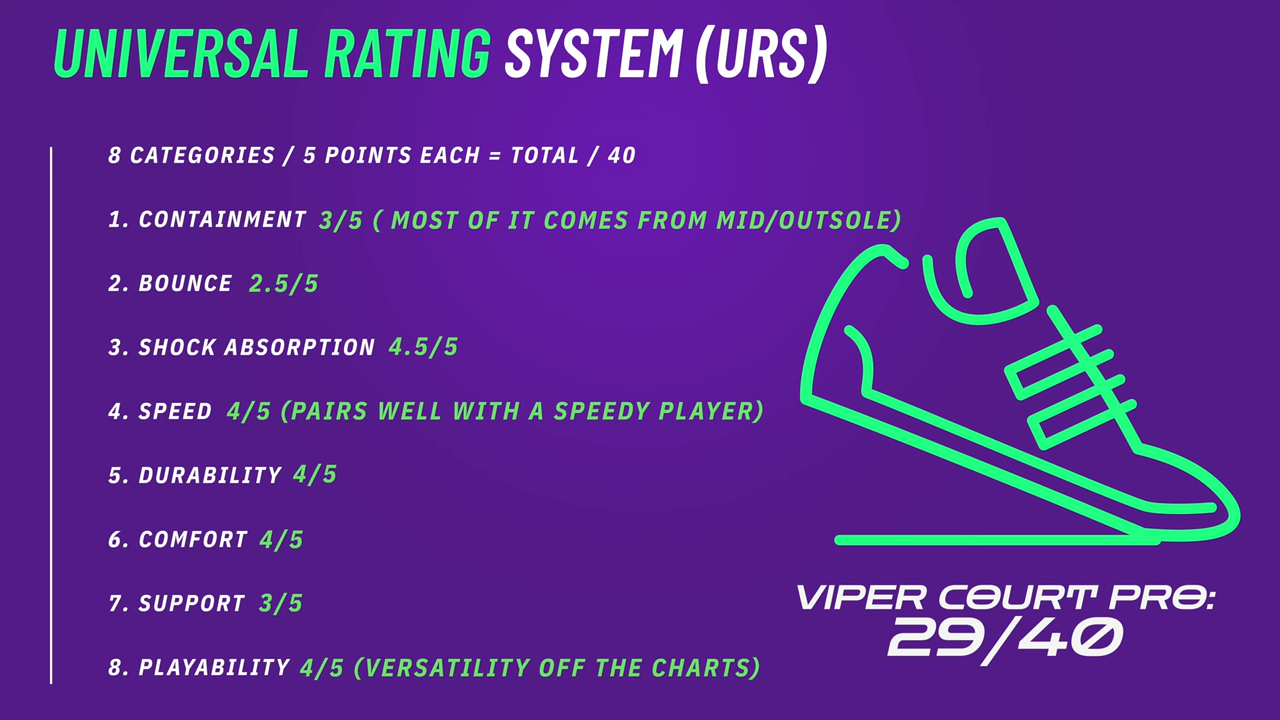 UNIVERSAL RATING SYSTEM (URS)
8 CATEGORIES / 5 POINTS EACH = TOTAL / 40
1. CONTAINMENT 3/5 ( MOST OF IT COMES FROM MID/OUTSOLE)
2. BOUNCE 2.5/5
3. SHOCK ABSORPTION 4.5/5
4. SPEED 4/5 (PAIRS WELL WITH A SPEEDY PLAYER)
5. DURABILITY 4/5
6. COMFORT 4/5
7. SUPPORT 3/5
8. PLAYABILITY 4/5 (VERSATILITY OFF THE CHARTS)
VIPER COURT PRO:
29/40